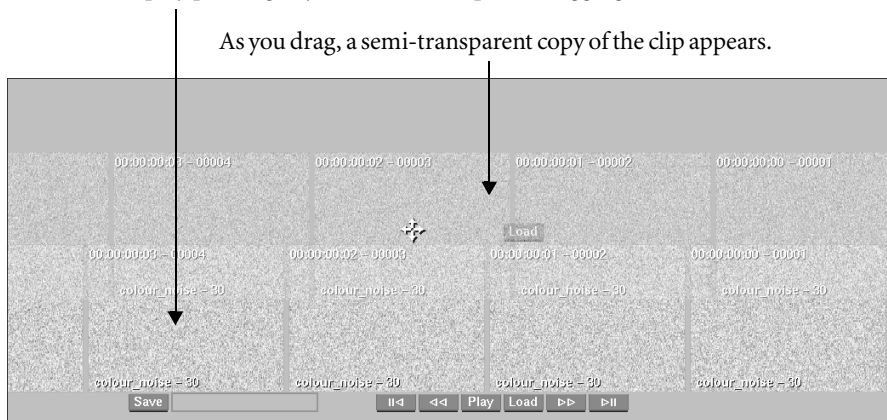 As you drag, a semi-transparent copy of the clip appears.
00:00:00:03 – 00004 00:00:00:02 – 00003 00:00:00:01 – 00002 00:00:00:00 – 00001
Load
00:00:00:03 – 00004 00:00:00:02 – 00003 00:00:00:01 – 00002 00:00:00:00 – 00001
colour_noise – 30 colour_noise – 30 colour_noise – 30 colour_noise – 30
colour_noise – 30 colour_noise – 30 colour_noise – 30 colour_noise – 30
Save Play Load